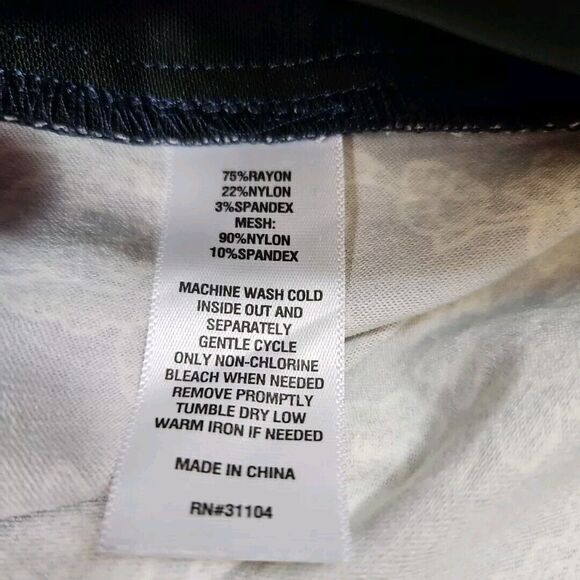 75%RAYON
22%NYLON
3%SPANDEX
MESH:
90%NYLON
10%SPANDEX
MACHINE WASH COLD
INSIDE OUT AND
SEPARATELY
GENTLE CYCLE
ONLY NON-CHLORINE
BLEACH WHEN NEEDED
REMOVE PROMPTLY
TUMBLE DRY LOW
WARM IRON IF NEEDED
MADE IN CHINA
RN#31104